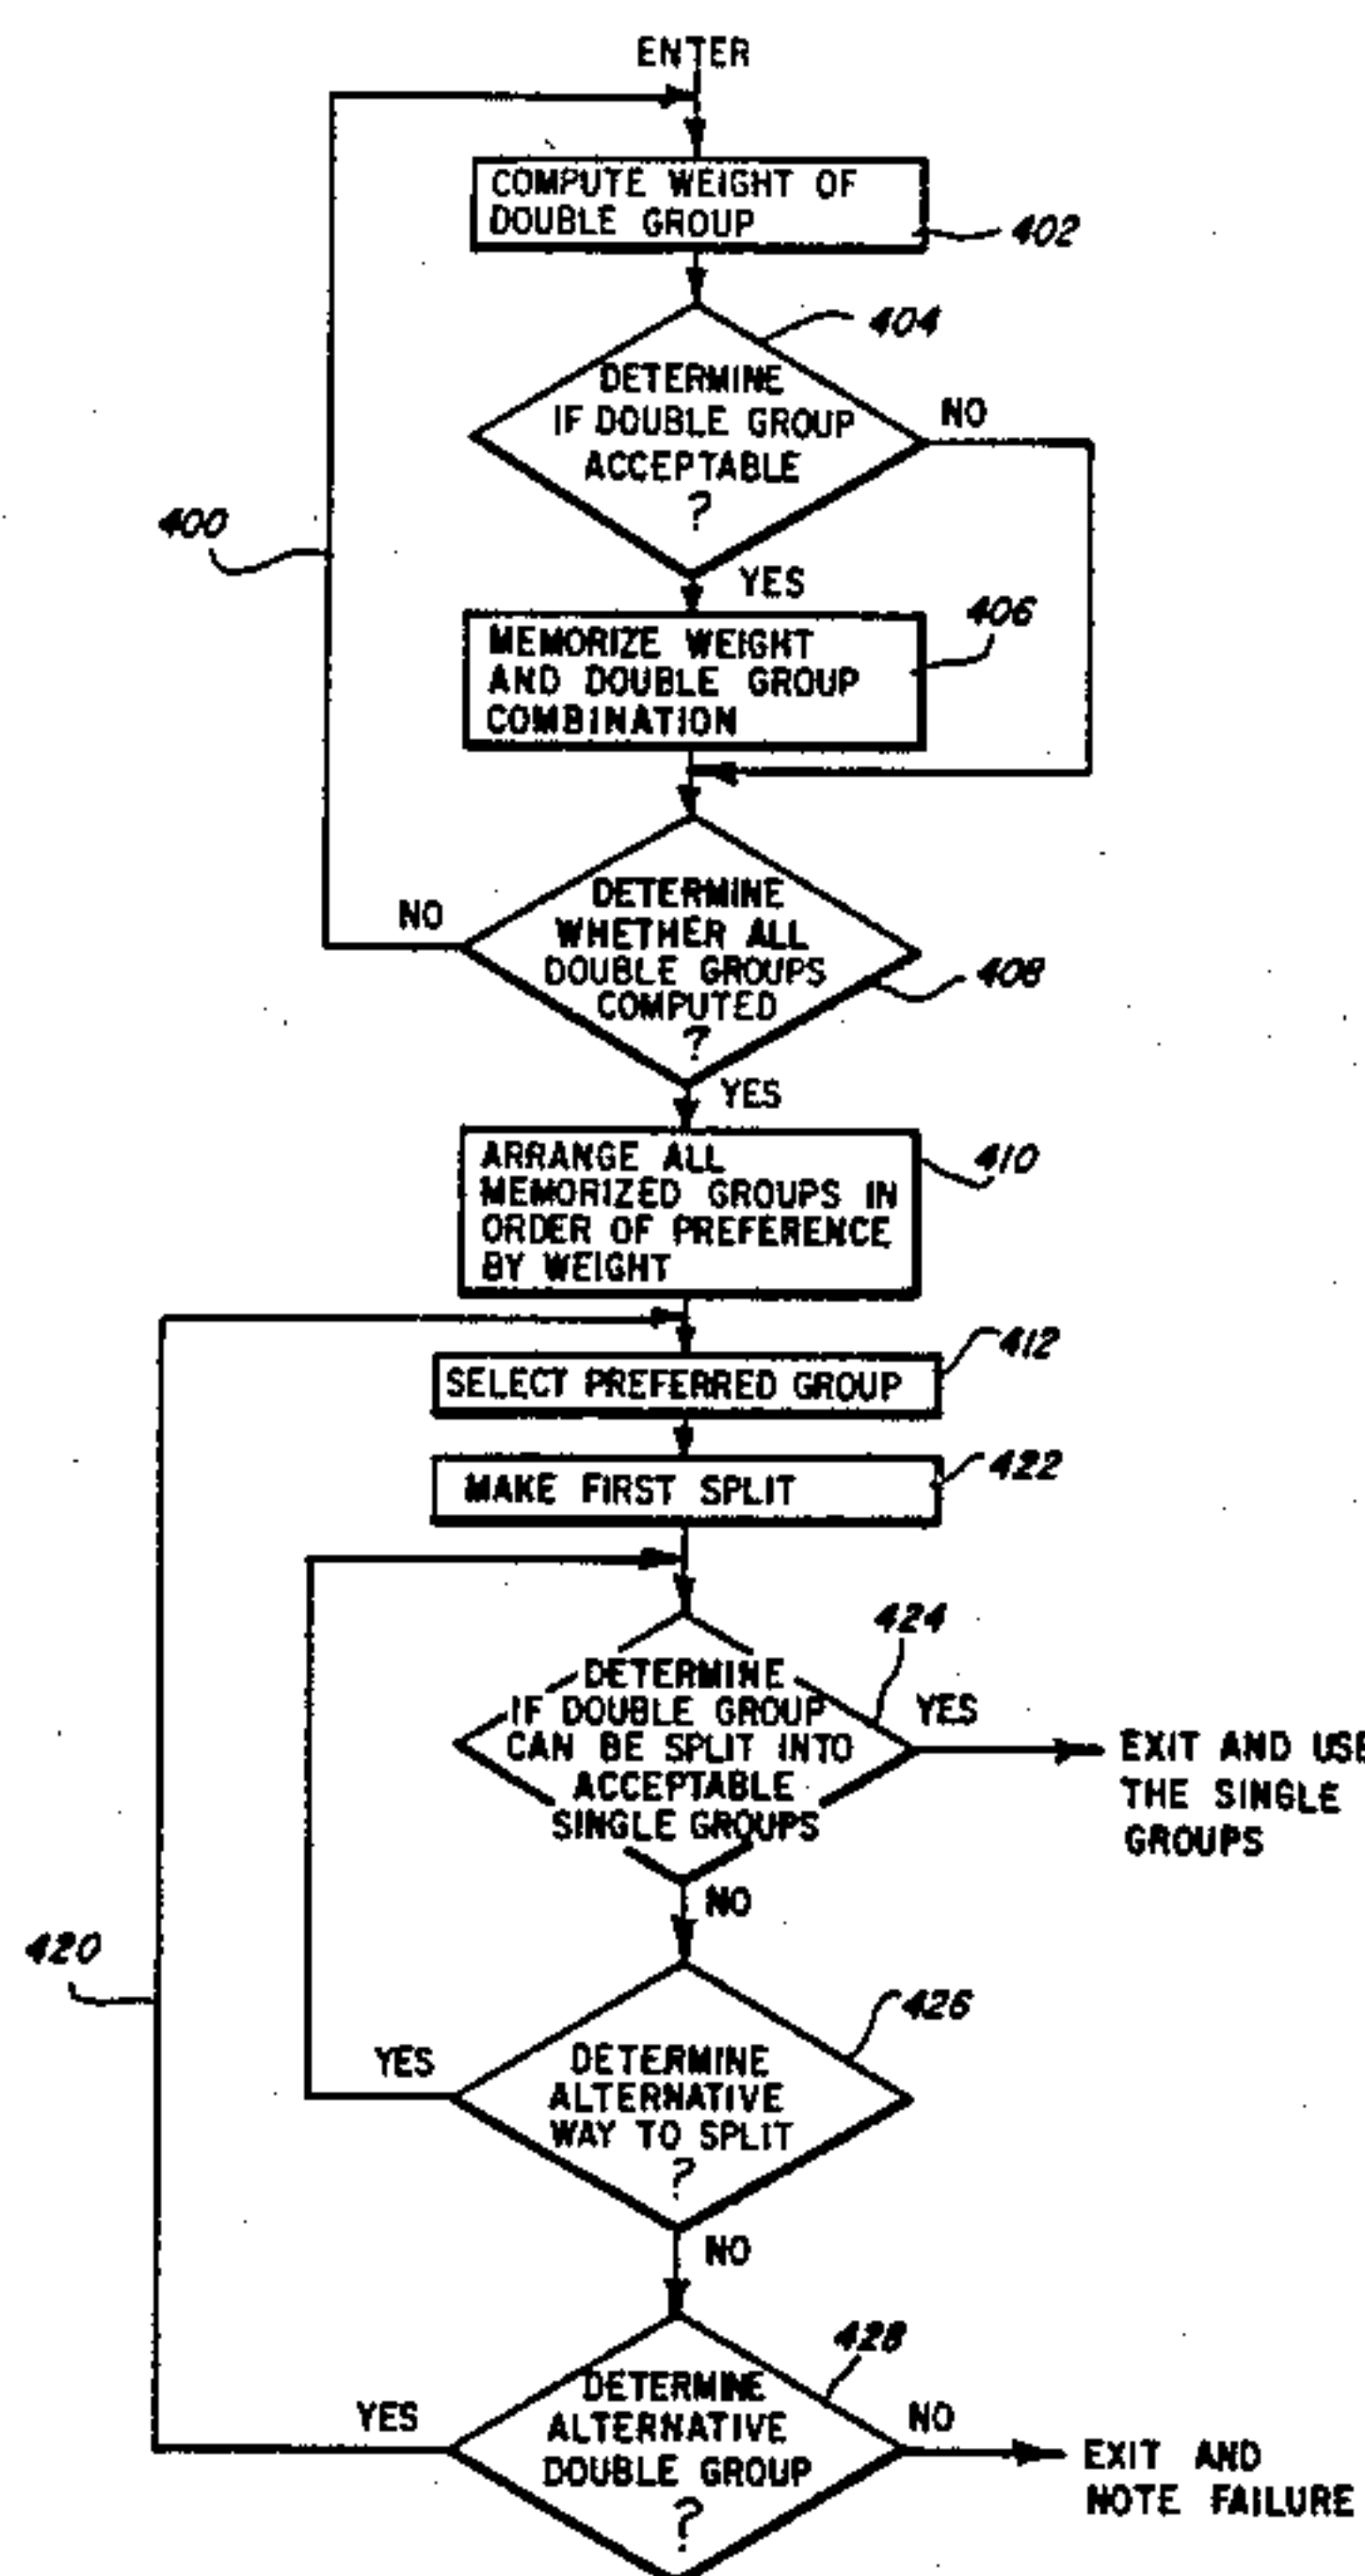 ENTER
COMPUTE WEIGHT OF
DOUBLE GROUP
402
404
DETERMINE
IF DOUBLE GROUP
ACCEPTABLE
?
NO
400
YES
406
MEMORIZE WEIGHT
AND DOUBLE GROUP
COMBINATION
DETERMINE
WHETHER ALL
DOUBLE GROUPS
COMPUTED
?
NO
408
YES
ARRANGE ALL
MEMORIZED GROUPS IN
ORDER OF PREFERENCE
BY WEIGHT
410
412
SELECT PREFERRED GROUP
422
MAKE FIRST SPLIT
424
DETERMINE
IF DOUBLE GROUP
CAN BE SPLIT INTO
ACCEPTABLE
SINGLE GROUPS
YES
EXIT AND USE
THE SINGLE
GROUPS
NO
420
426
YES
DETERMINE
ALTERNATIVE
WAY TO SPLIT
?
NO
428
YES
DETERMINE
ALTERNATIVE
DOUBLE GROUP
?
NO
EXIT AND
NOTE FAILURE